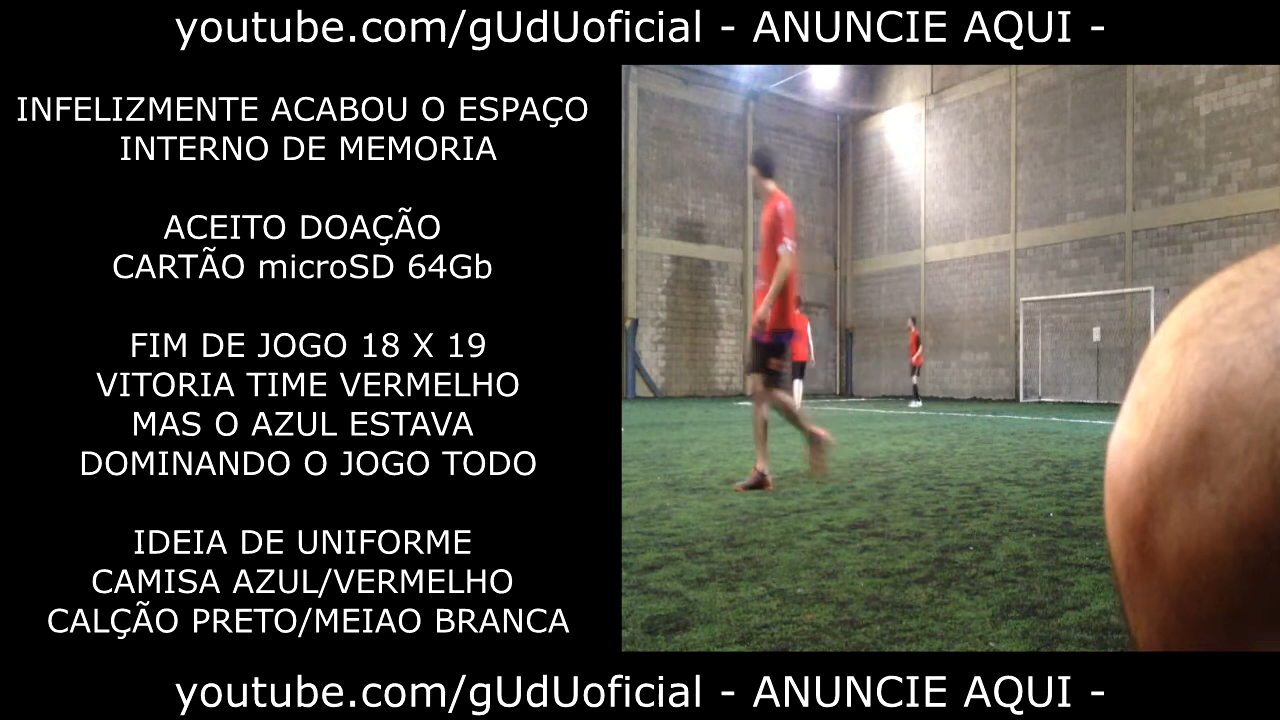 youtube.com/gUdUoficial - ANUNCIE AQUI -
INFELIZMENTE ACABOU O ESPAÇO
INTERNO DE MEMORIA
ACEITO DOAÇÃO
CARTÃO microSD 64Gb
FIM DE JOGO 18 X 19
VITORIA TIME VERMELHO
MAS O AZUL ESTAVA
DOMINANDO O JOGO TODO
IDEIA DE UNIFORME
CAMISA AZUL/VERMELHO
CALÇÃO PRETO/MEIAO BRANCA
youtube.com/gUdUoficial - ANUNCIE AQUI -